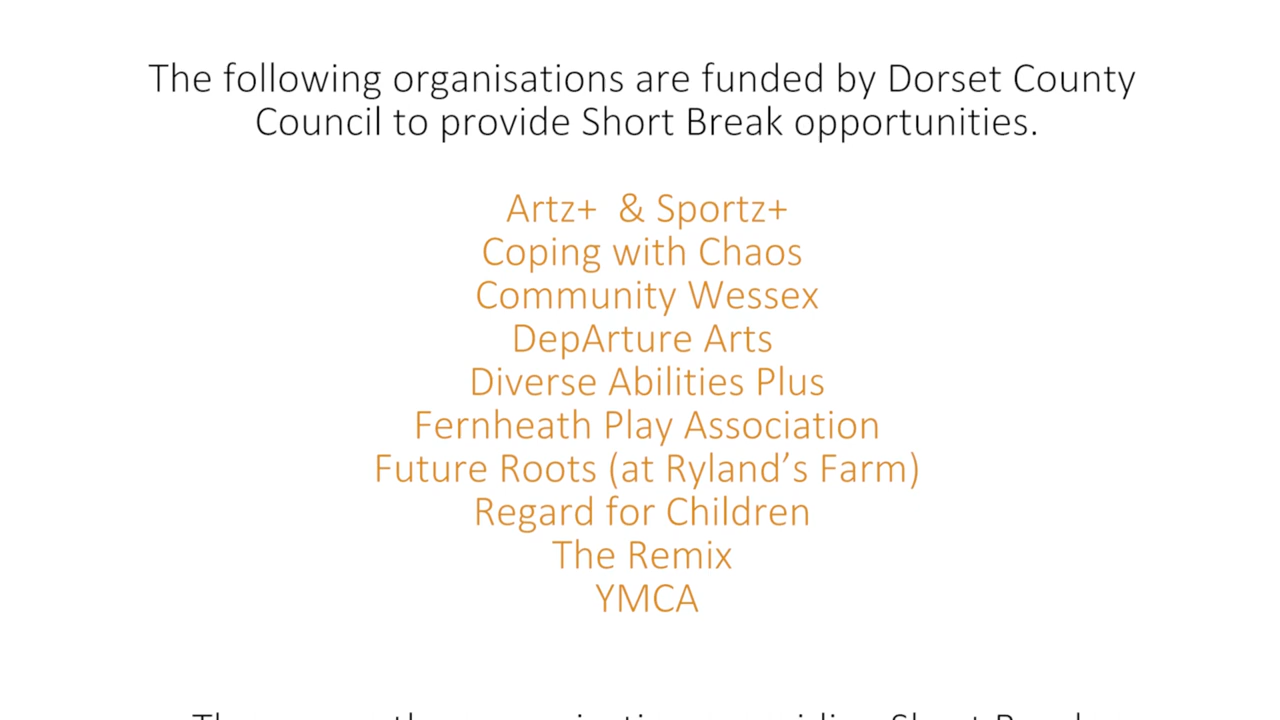 The following organisations are funded by Dorset County
Council to provide Short Break opportunities.
Artz+ & Sportz+
Coping with Chaos
Community Wessex
DepArture Arts
Diverse Abilities Plus
Fernheath Play Association
Future Roots (at Ryland’s Farm)
Regard for Children
The Remix
YMCA